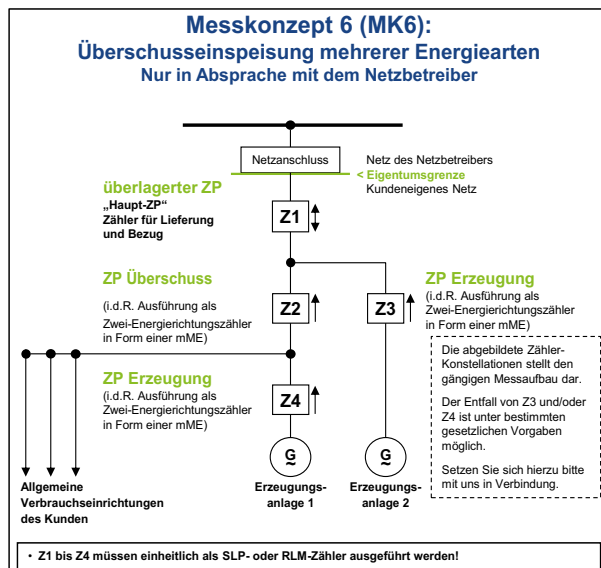 Messkonzept 6 (MK6):
Überschusseinspeisung mehrerer Energiearten
Nur in Absprache mit dem Netzbetreiber
Netzanschluss
Netz des Netzbetreibers
< Eigentumsgrenze
Kundeneigenes Netz
überlagerter ZP
„Haupt-ZP“
Zähler für Lieferung
und Bezug
Z1
ZP Überschuss
(i.d.R. Ausführung als
Zwei-Energierichtungszähler
in Form einer mME)
Z2
Z3
ZP Erzeugung
(i.d.R. Ausführung als
Zwei-Energierichtungszähler
in Form einer mME)
Die abgebildete Zähler-
Konstellationen stellt den
gängigen Messaufbau dar.
Der Entfall von Z3 und/oder
Z4 ist unter bestimmten
gesetzlichen Vorgaben
möglich.
Setzen Sie sich hierzu bitte
mit uns in Verbindung.
ZP Erzeugung
(i.d.R. Ausführung als
Zwei-Energierichtungszähler
in Form einer mME)
Z4
G
~
G
~
Allgemeine
Verbrauchseinrichtungen
des Kunden
Erzeugungs-
anlage 1
Erzeugungs-
anlage 2
• Z1 bis Z4 müssen einheitlich als SLP- oder RLM-Zähler ausgeführt werden!